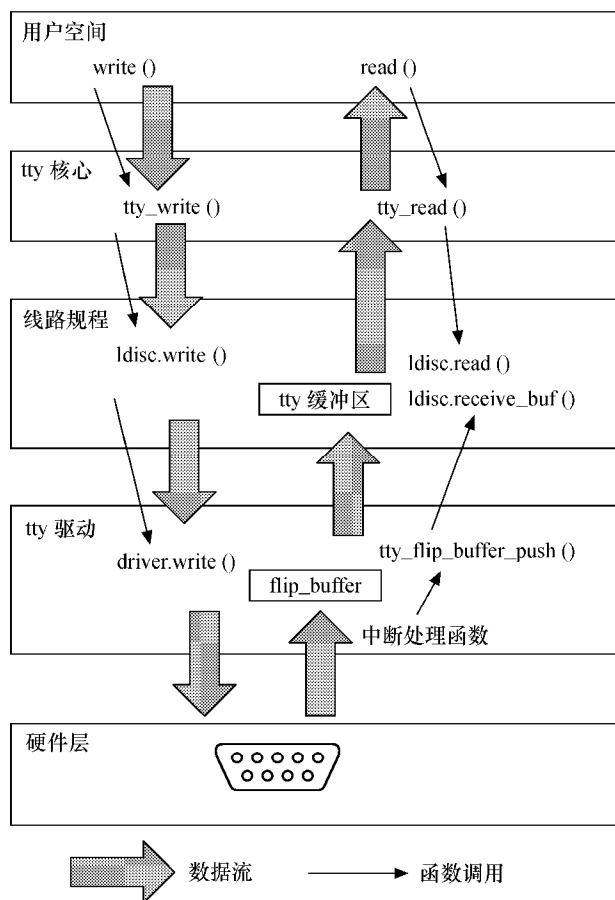 用户空间
write ()
read ()
tty 核心
tty_write ()
tty_read ()
线路规程
ldisc.write ()
ldisc.read ()
tty 缓冲区
ldisc.receive_buf ()
tty 驱动
driver.write ()
tty_flip_buffer_push ()
flip_buffer
中断处理函数
硬件层
数据流
函数调用